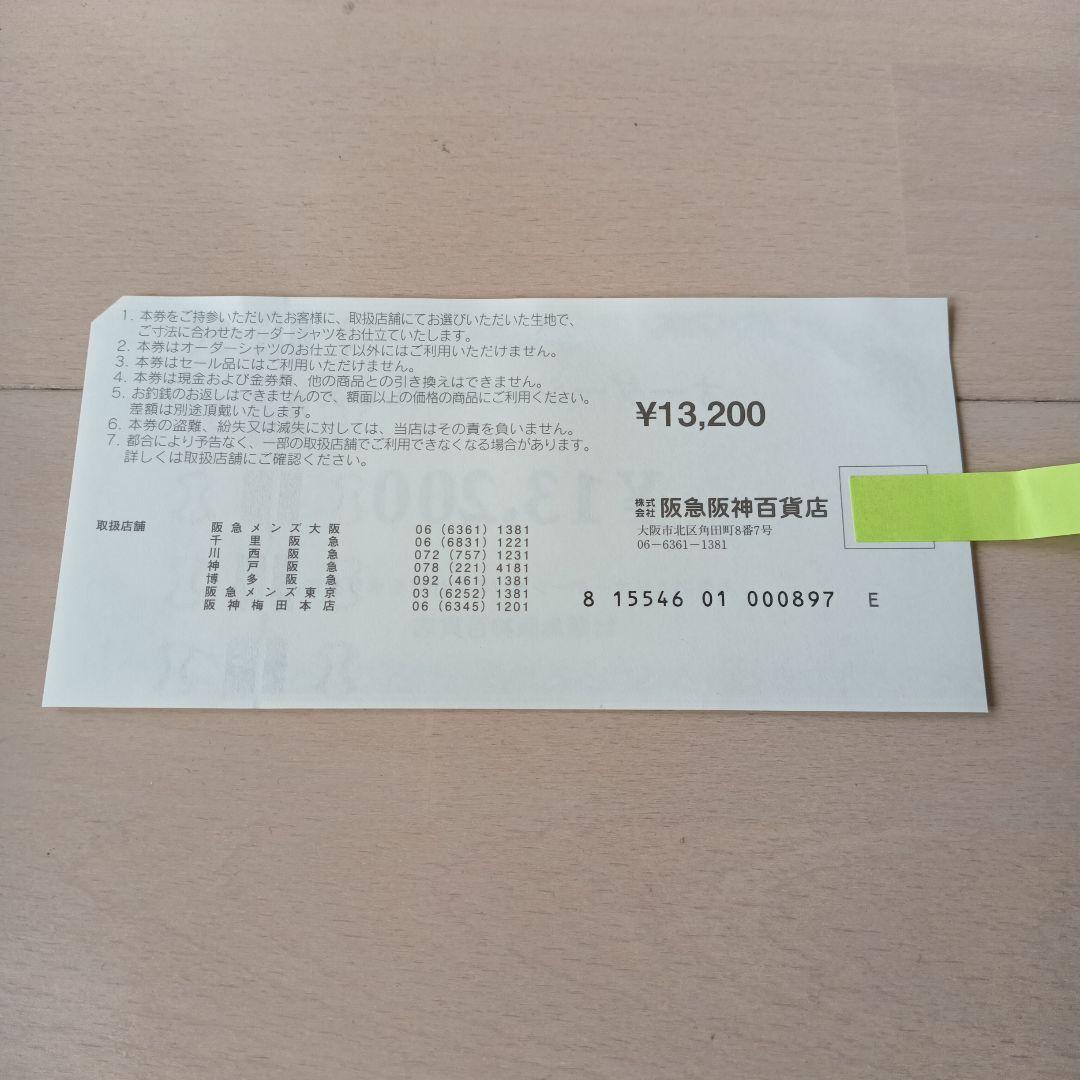 1. 本券をご持参いただいたお客様に、取扱店舗にてお選びいただいた生地で、
ご寸法に合わせたオーダーシャツをお仕立ていたします。
2. 本券はオーダーシャツのお仕立て以外にはご利用いただけません。
3. 本券はセール品にはご利用いただけません。
4. 本券は現金および金券類、他の商品との引き換えはできません。
5. お釣銭のお返しはできませんので、額面以上の価格の商品にご利用ください。
差額は別途頂戴いたします。
6. 本券の盗難、紛失又は滅失に対しては、当店はその責を負いません。
7. 都合により予告なく、一部の取扱店舗でご利用できなくなる場合があります。
詳しくは取扱店舗にご確認ください。
¥13,200
株式会社 阪急阪神百貨店
大阪市北区角田町8番7号
06-6361-1381
取扱店舗 阪急メンズ大阪 06(6361)1381
千里阪急 06(6831)1221
川西阪急 072(757)1231
神戸阪急 078(221)4181
博多阪急 092(461)1381
阪急メンズ東京 03(6252)1381
阪神梅田本店 06(6345)1201
8 15546 01 000897 E